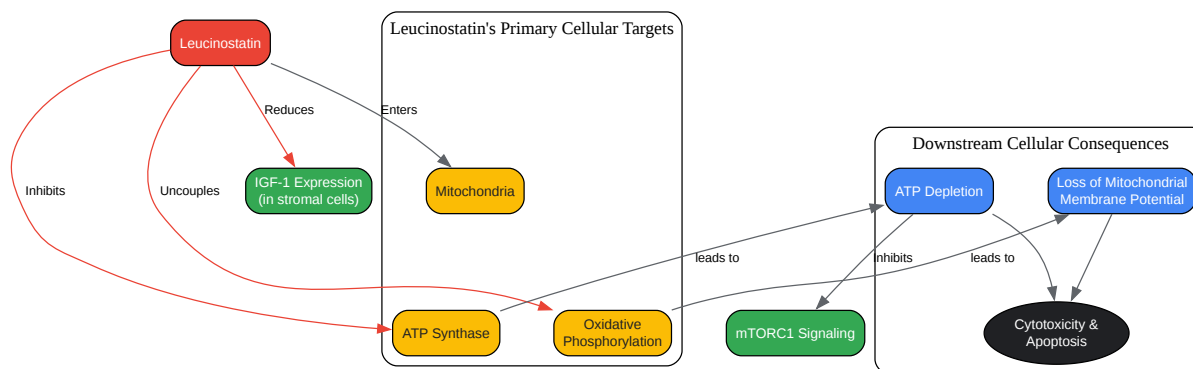 Leucinostatin's Primary Cellular Targets
Leucinostatin
Reduces
Enters
Downstream Cellular Consequences
Inhibits
Uncouples
IGF-1 Expression
(in stromal cells)
Mitochondria
ATP Depletion
Loss of Mitochondrial
Membrane Potential
leads to
Inhibits
leads to
ATP Synthase
Oxidative
Phosphorylation
mTORC1 Signaling
Cytotoxicity &
Apoptosis